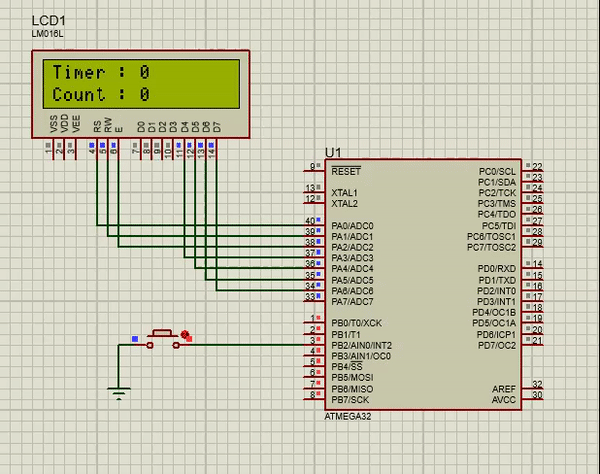 LCD1
LM016L
Timer : 0
Count : 0
VSS VDD VEE RS RW E D0 D1 D2 D3 D4 D5 D6 D7
1 2 3 4 5 6 7 8 9 10 11 12 13 14
U1
9 RESET PC0/SCL 22
PC1/SDA 23
13 XTAL1 PC2/TCK 24
12 XTAL2 PC3/TMS 25
PC4/TDO 26
40 PA0/ADC0 PC5/TDI 27
39 PA1/ADC1 PC6/TOSC1 28
38 PA2/ADC2 PC7/TOSC2 29
37 PA3/ADC3
36 PA4/ADC4 PD0/RXD 14
35 PA5/ADC5 PD1/TXD 15
34 PA6/ADC6 PD2/INT0 16
33 PA7/ADC7 PD3/INT1 17
PD4/OC1B 18
1 PB0/T0/XCK PD5/OC1A 19
2 PB1/T1 PD6/ICP1 20
3 PB2/AIN0/INT2 PD7/OC2 21
4 PB3/AIN1/OC0
5 PB4/SS
6 PB5/MOSI
7 PB6/MISO AREF 32
8 PB7/SCK AVCC 30
ATMEGA32